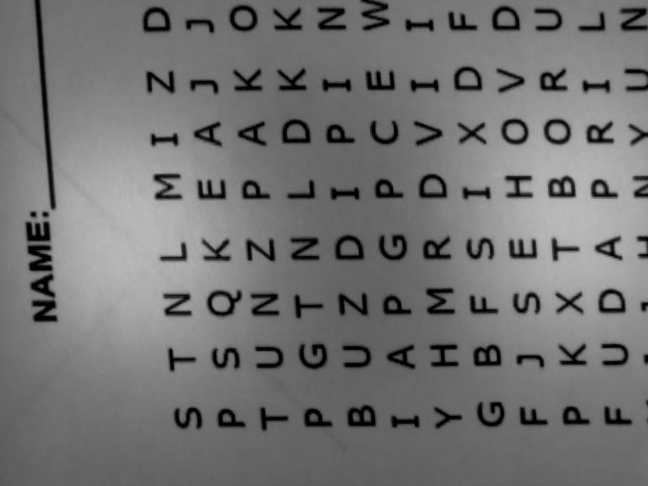 NAME:
S T N L M I Z D
P S Q K E A J J
T U N Z P A K O
P G T N L D K K
B U Z D I P I N
I A P G P C E W
Y H M R D V I I
G B F S I X D F
F J S E H O V D
P K X T B O R U
F U D A P R I L
N Y U N